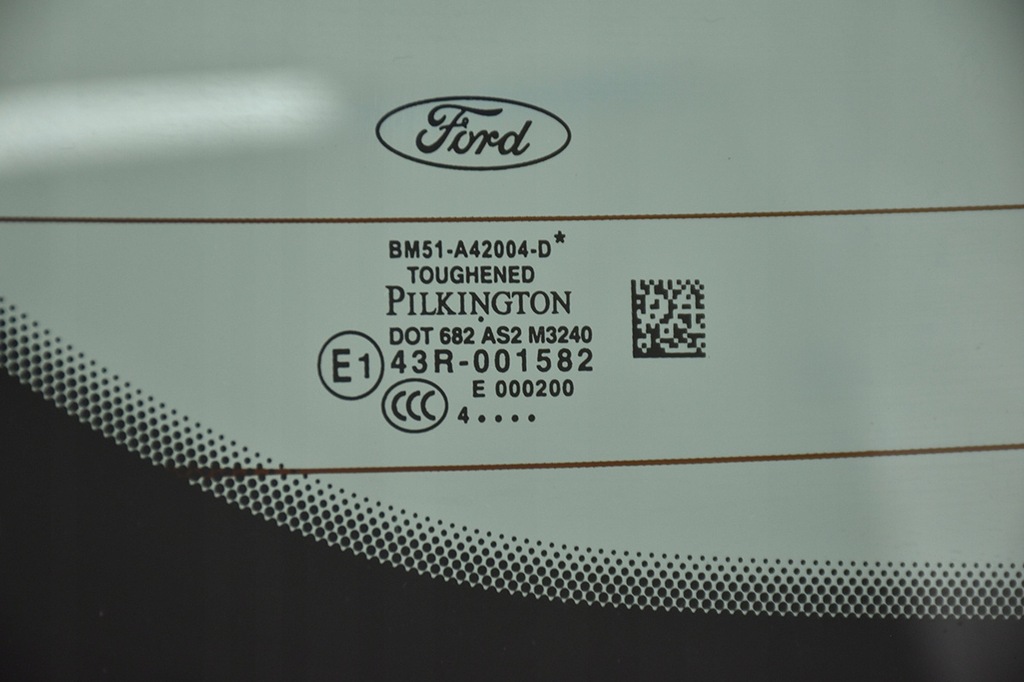 Ford
BM51-A42004-D*
TOUGHENED
PILKINGTON
DOT 682 AS2 M3240
E1 43R-001582
E 000200
CCC 4....